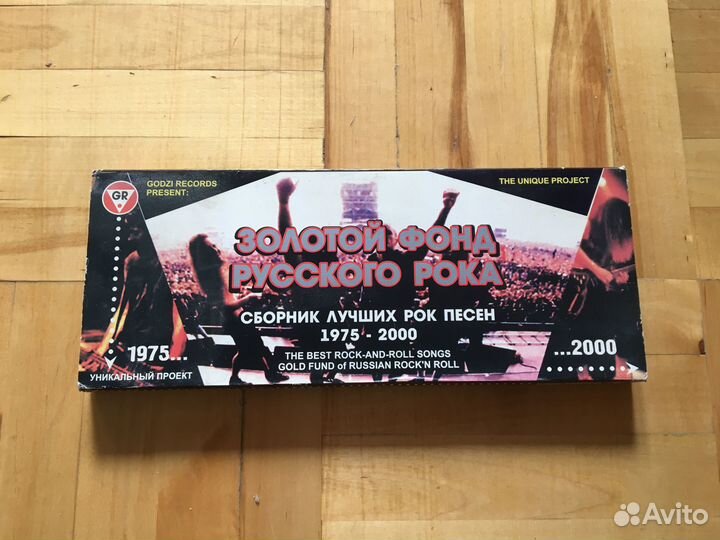 GR
GODZI RECORDS
PRESENT:
THE UNIQUE PROJECT
ЗОЛОТОЙ ФОНД
РУССКОГО РОКА
СБОРНИК ЛУЧШИХ РОК ПЕСЕН
1975 - 2000
1975...
...2000
THE BEST ROCK-AND-ROLL SONGS
GOLD FUND of RUSSIAN ROCK'N ROLL
УНИКАЛЬНЫЙ ПРОЕКТ
Avito